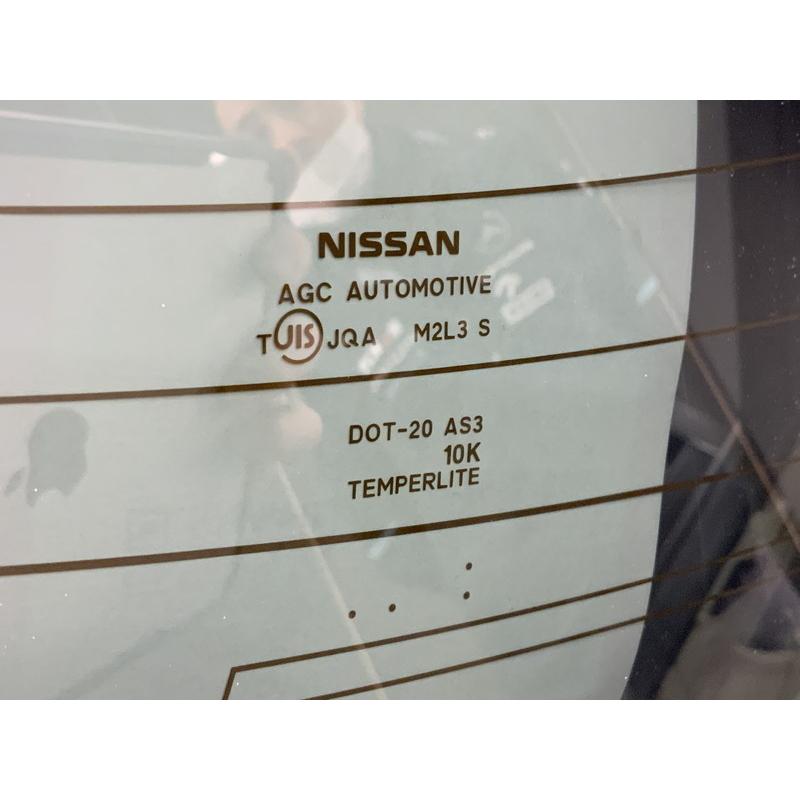 NISSAN
AGC AUTOMOTIVE
T JIS JQA M2L3 S
DOT-20 AS3
10K
TEMPERLITE